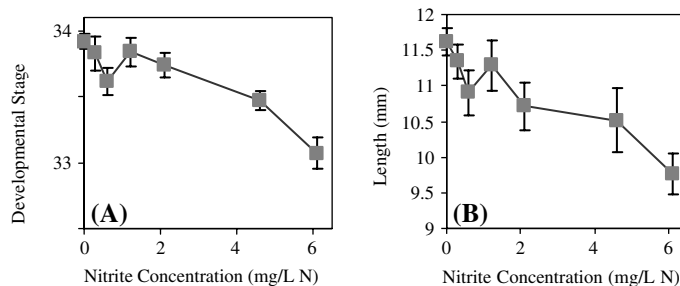 34
33
Developmental Stage
(A)
0
2
4
6
Nitrite Concentration (mg/L N)
12
11.5
11
10.5
10
9.5
9
Length (mm)
(B)
0
2
4
6
Nitrite Concentration (mg/L N)